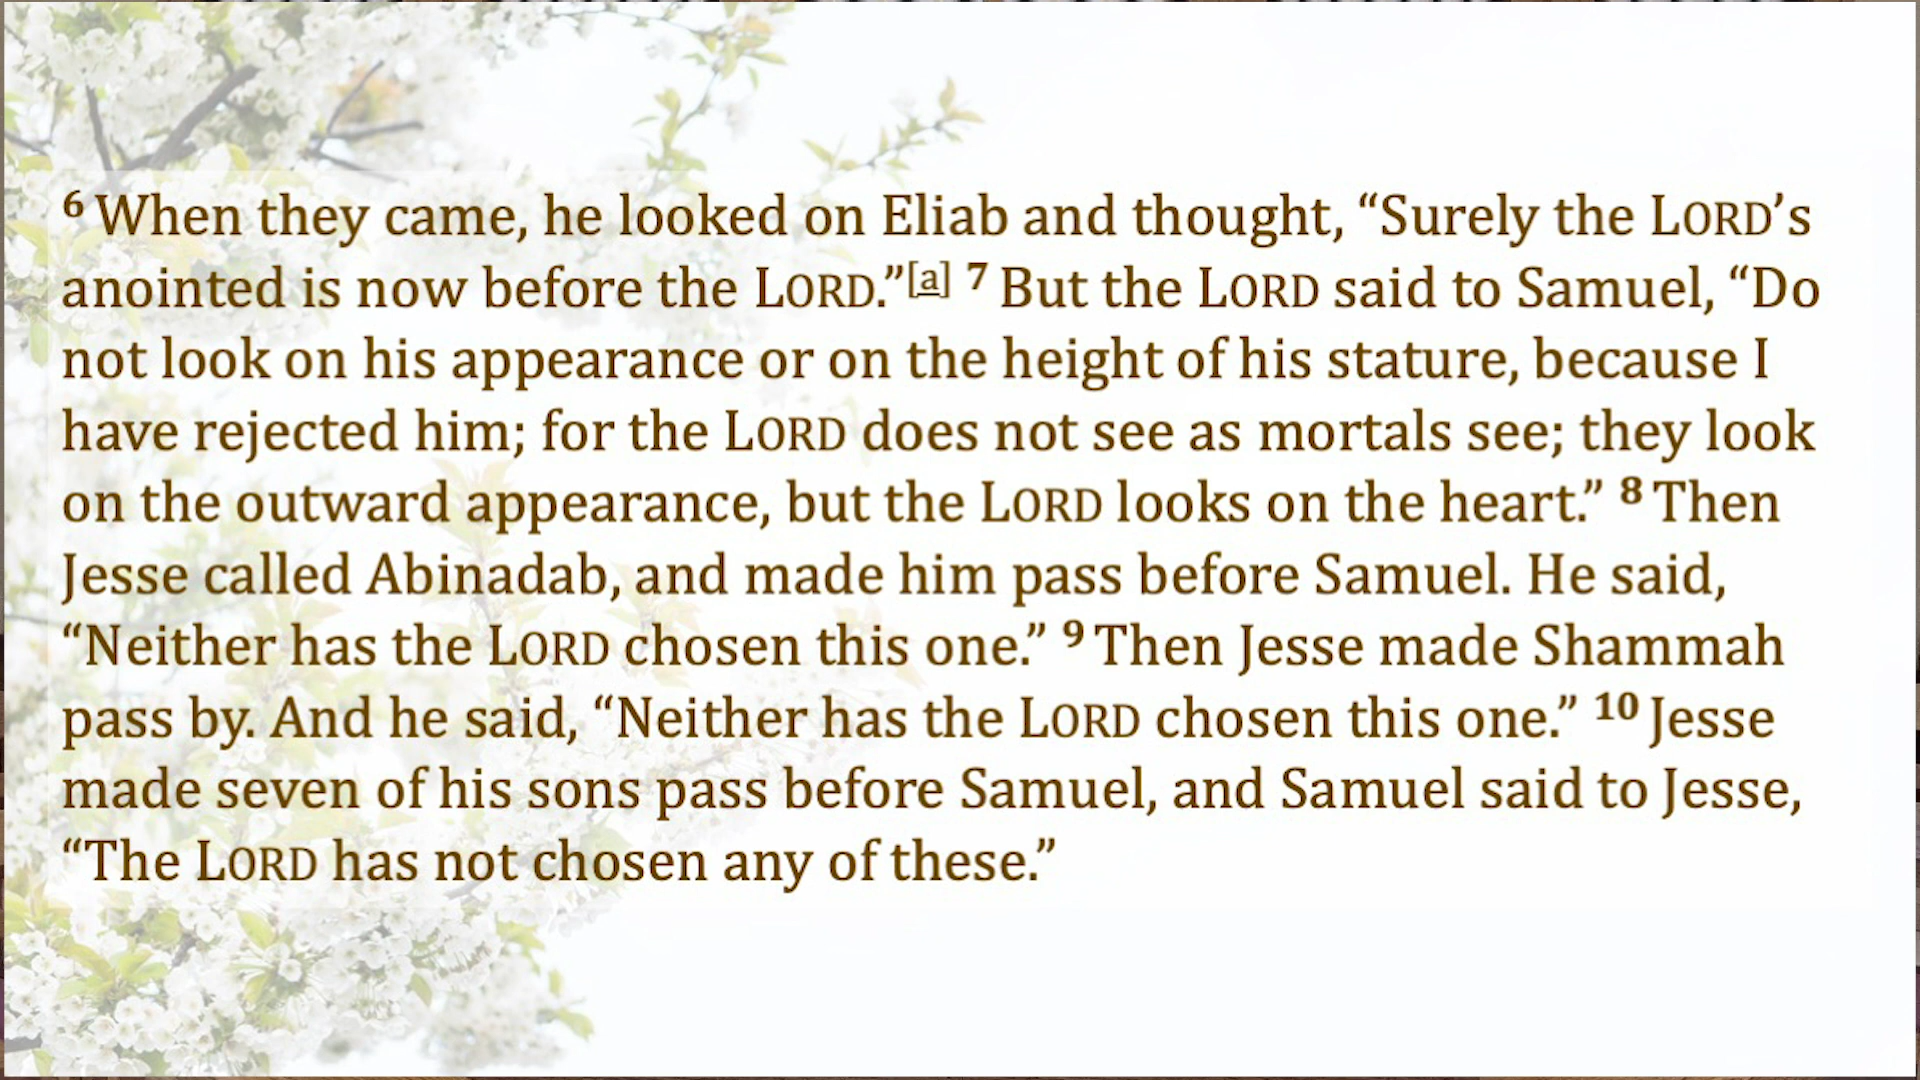 6 When they came, he looked on Eliab and thought, “Surely the LORD’s
anointed is now before the LORD.”[a] 7 But the LORD said to Samuel, “Do
not look on his appearance or on the height of his stature, because I
have rejected him; for the LORD does not see as mortals see; they look
on the outward appearance, but the LORD looks on the heart.” 8 Then
Jesse called Abinadab, and made him pass before Samuel. He said,
“Neither has the LORD chosen this one.” 9 Then Jesse made Shammah
pass by. And he said, “Neither has the LORD chosen this one.” 10 Jesse
made seven of his sons pass before Samuel, and Samuel said to Jesse,
“The LORD has not chosen any of these.”